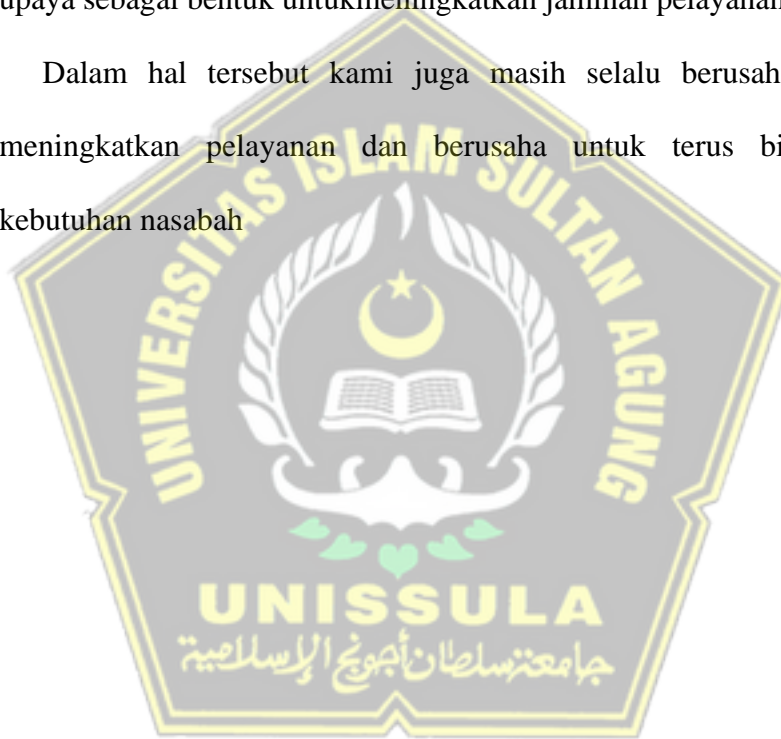 upaya sebagai bentuk untukmeningkatkan jaminan pelayanan
Dalam hal tersebut kami juga masih selalu berusah
meningkatkan pelayanan dan berusaha untuk terus bi
kebutuhan nasabah
UNIVERSITAS ISLAM SULTAN AGUNG
UNISSULA
جامعة سلطان أجونج الإسلامية